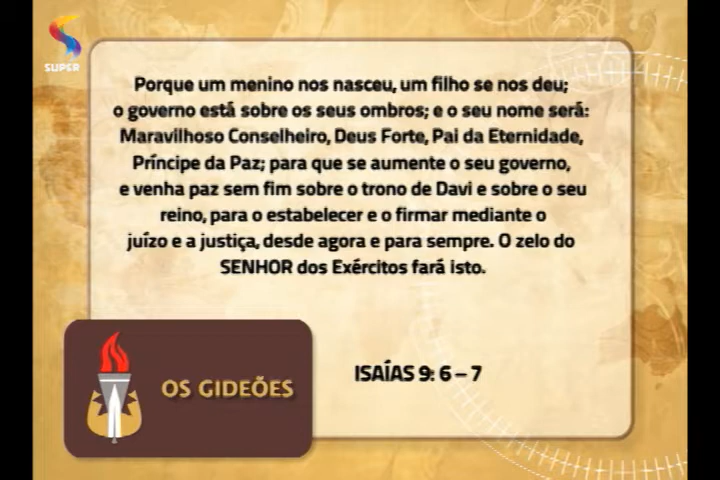 SUPER
Porque um menino nos nasceu, um filho se nos deu;
o governo está sobre os seus ombros; e o seu nome será:
Maravilhoso Conselheiro, Deus Forte, Pai da Eternidade,
Príncipe da Paz; para que se aumente o seu governo,
e venha paz sem fim sobre o trono de Davi e sobre o seu
reino, para o estabelecer e o firmar mediante o
juízo e a justiça, desde agora e para sempre. O zelo do
SENHOR dos Exércitos fará isto.
OS GIDEÕES
ISAÍAS 9: 6 – 7